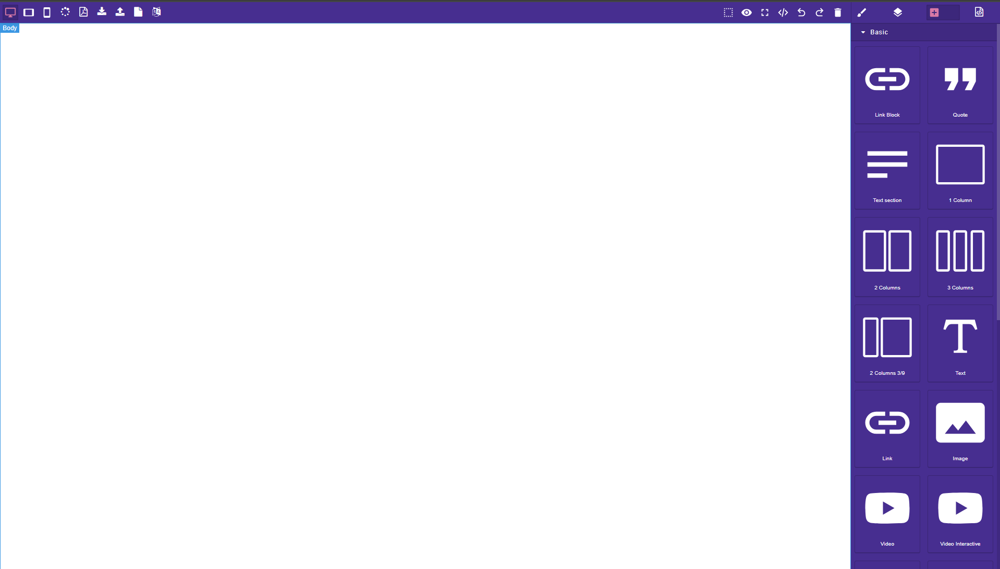 Body
Basic
Link Block
Quote
Text section
1 Column
2 Columns
3 Columns
2 Columns 3/9
Text
Link
Image
Video
Video Interactive